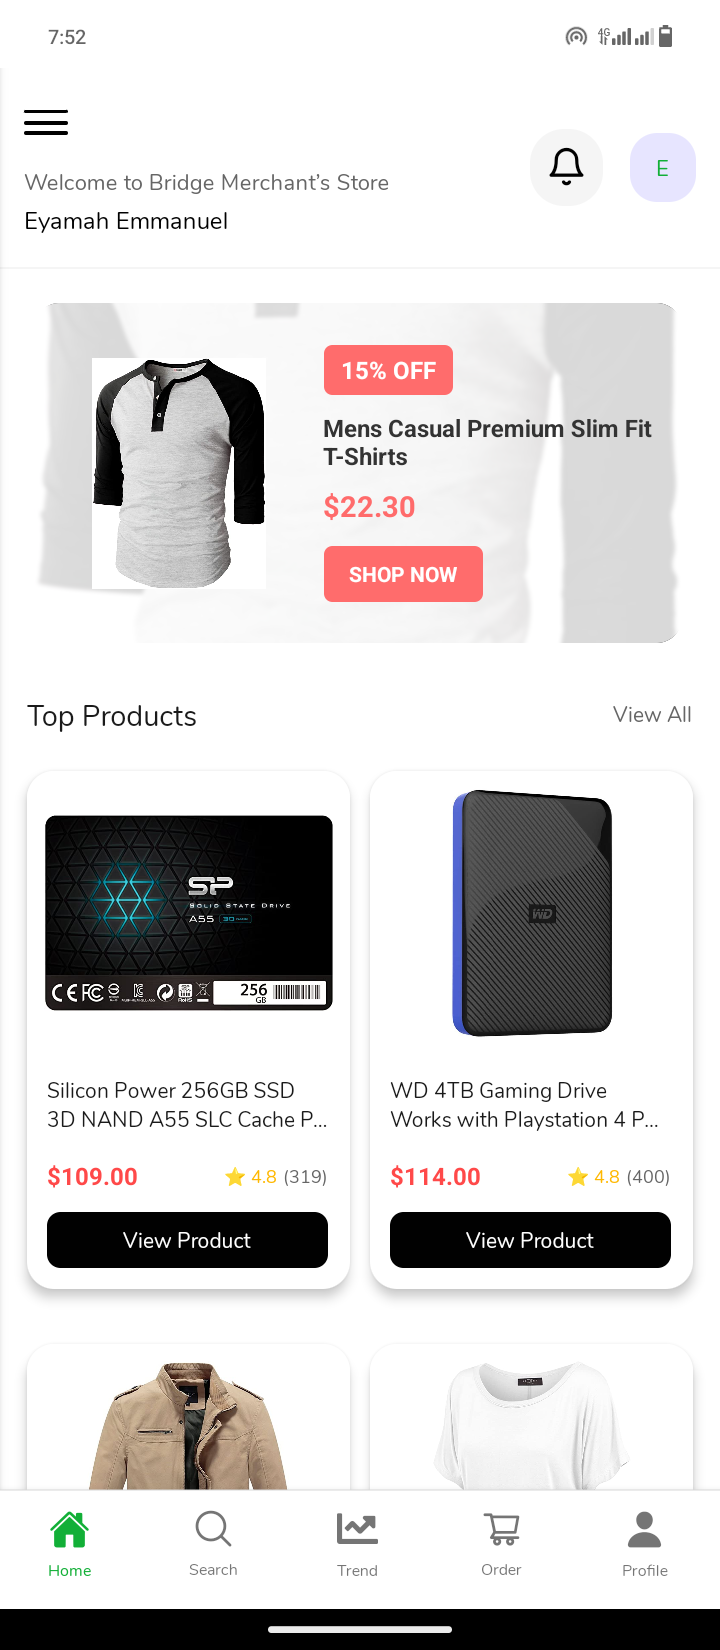 7:52
4G
Welcome to Bridge Merchant’s Store
Eyamah Emmanuel
E
15% OFF
Mens Casual Premium Slim Fit
T-Shirts
$22.30
SHOP NOW
Top Products
View All
SP
SOLID STATE DRIVE
A55 3D NAND
256
GB
WD
Silicon Power 256GB SSD
3D NAND A55 SLC Cache P...
$109.00
4.8 (319)
View Product
WD 4TB Gaming Drive
Works with Playstation 4 P...
$114.00
4.8 (400)
View Product
Home
Search
Trend
Order
Profile